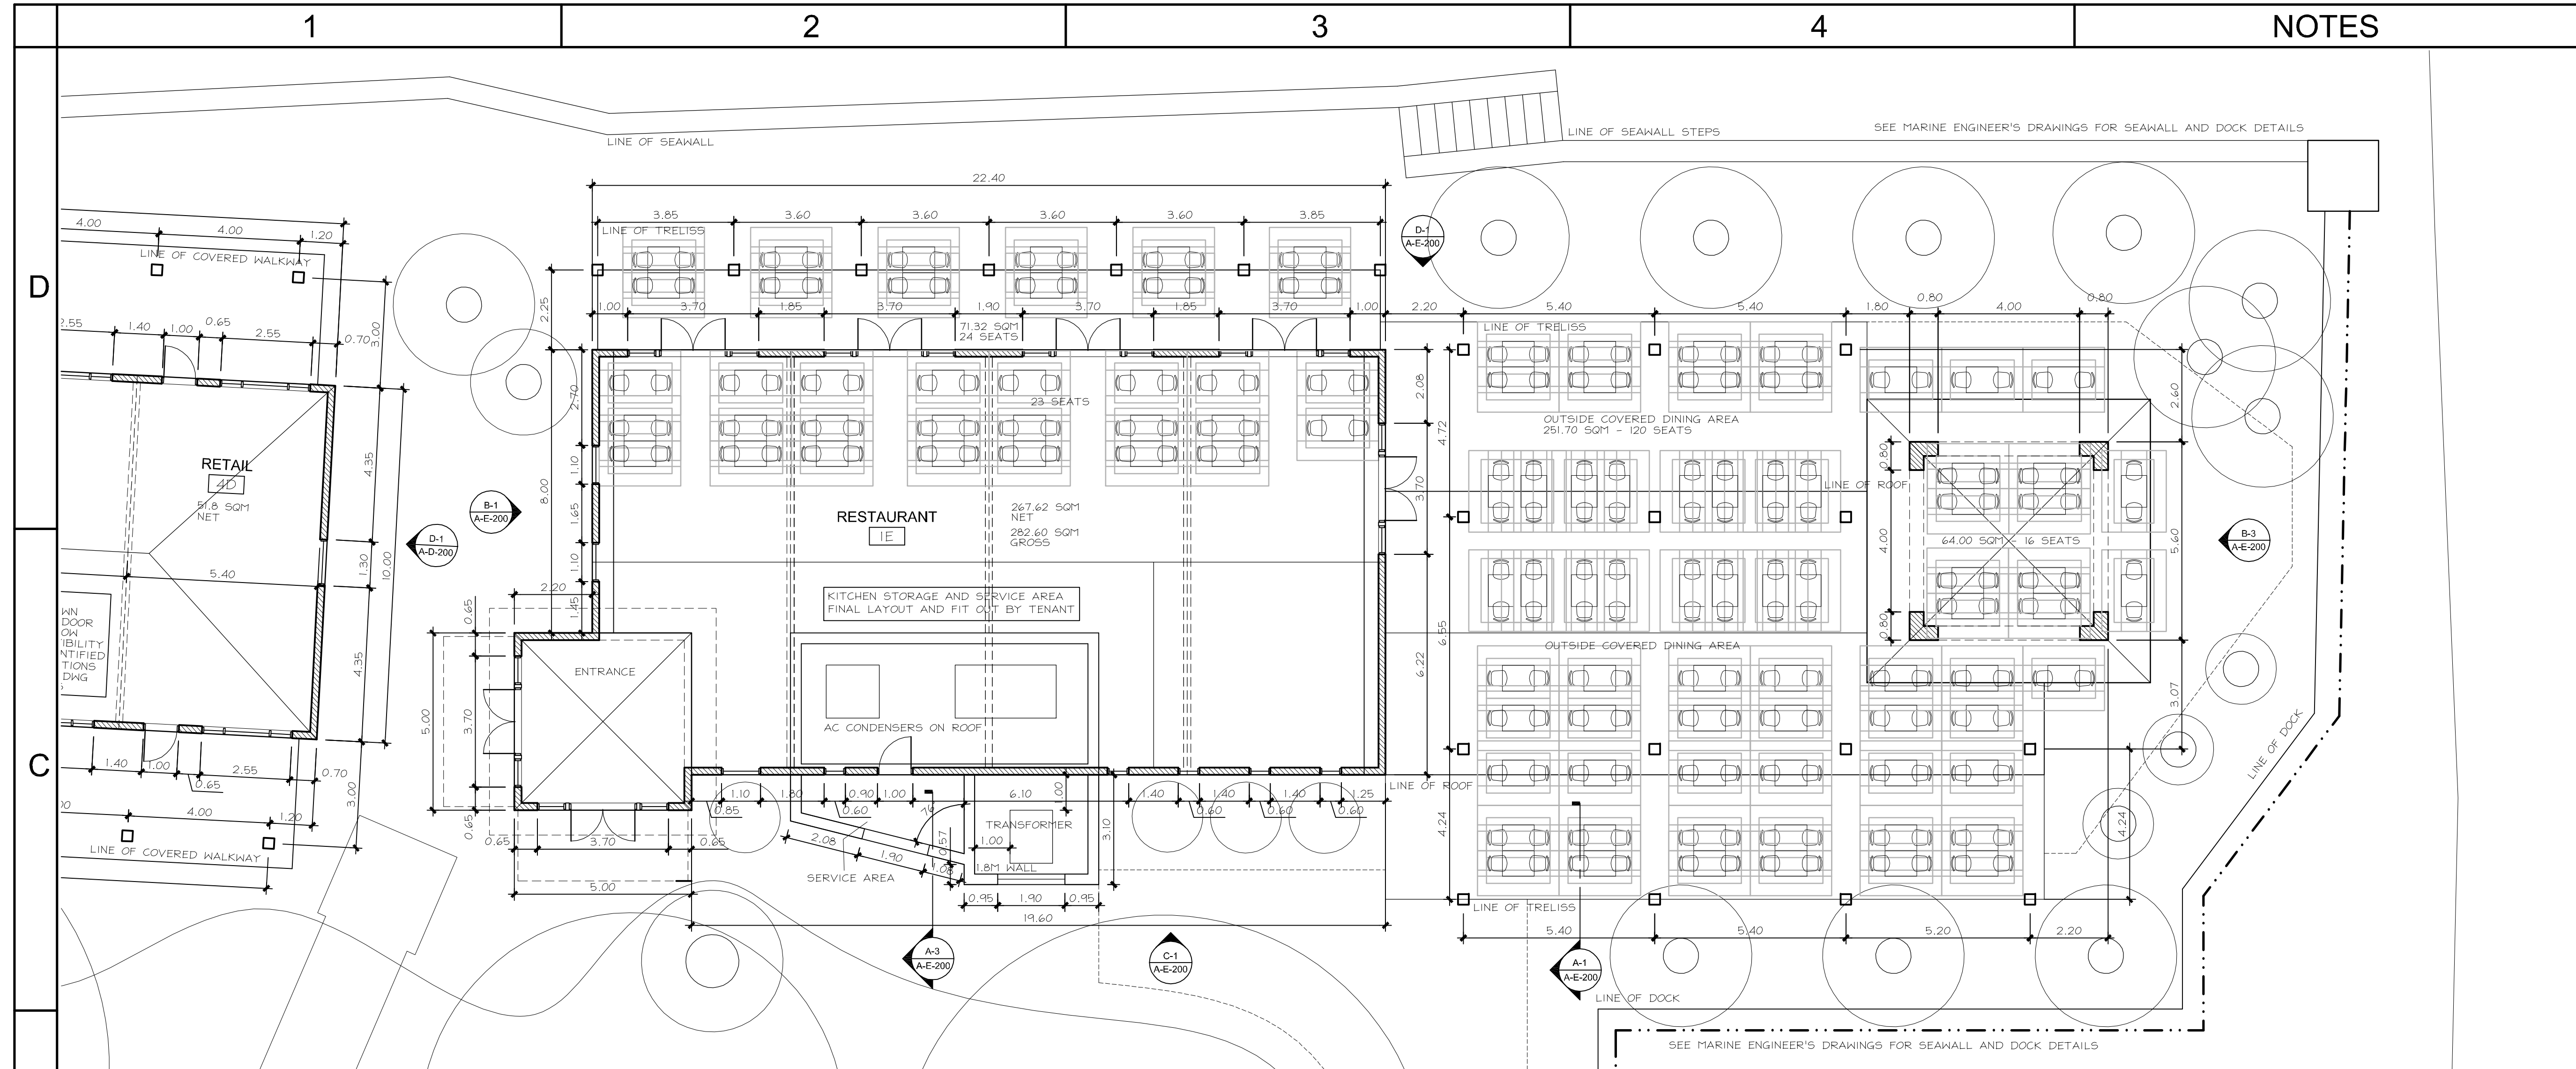 1
2
3
4
NOTES
D
C
LINE OF SEAWALL
LINE OF SEAWALL STEPS
SEE MARINE ENGINEER'S DRAWINGS FOR SEAWALL AND DOCK DETAILS
22.40
3.85
3.60
3.60
3.60
3.60
3.85
LINE OF TRELISS
D-1
A-E-200
4.00
4.00
1.20
LINE OF COVERED WALKWAY
2.25
1.00
3.70
1.85
3.70
1.90
3.70
1.85
3.70
1.00
2.20
5.40
5.40
1.80
0.80
4.00
0.80
71.32 SQM
24 SEATS
LINE OF TRELISS
2.55
1.40
1.00
0.65
2.55
0.70
3.00
2.70
2.08
4.72
2.60
23 SEATS
OUTSIDE COVERED DINING AREA
251.70 SQM - 120 SEATS
RETAIL
4D
51.8 SQM
NET
4.35
10.00
1.30
4.35
5.40
B-1
A-E-200
D-1
A-D-200
8.00
1.10
1.65
1.10
1.45
RESTAURANT
1E
267.62 SQM
NET
282.60 SQM
GROSS
3.70
LINE OF ROOF
0.80
4.00
0.80
64.00 SQM - 16 SEATS
5.60
B-3
A-E-200
WN
DOOR
OW
IBILITY
NTIFIED
TIONS
DWG
2.20
0.65
KITCHEN STORAGE AND SERVICE AREA
FINAL LAYOUT AND FIT OUT BY TENANT
6.55
6.22
OUTSIDE COVERED DINING AREA
ENTRANCE
5.00
3.70
0.65
AC CONDENSERS ON ROOF
3.07
LINE OF DOCK
1.40
1.00
0.65
2.55
0.70
3.00
4.00
1.20
LINE OF COVERED WALKWAY
LINE OF ROOF
1.10
1.80
0.90
1.00
6.10
1.00
1.40
1.40
1.40
1.25
0.85
0.60
0.60
0.60
0.60
TRANSFORMER
3.10
0.65
3.70
0.65
2.08
1.90
1.08
0.57
1.00
1.8M WALL
SERVICE AREA
4.24
4.24
5.00
0.95
1.90
0.95
19.60
LINE OF TRELISS
5.40
5.40
5.20
2.20
A-3
A-E-200
C-1
A-E-200
A-1
A-E-200
LINE OF DOCK
SEE MARINE ENGINEER'S DRAWINGS FOR SEAWALL AND DOCK DETAILS